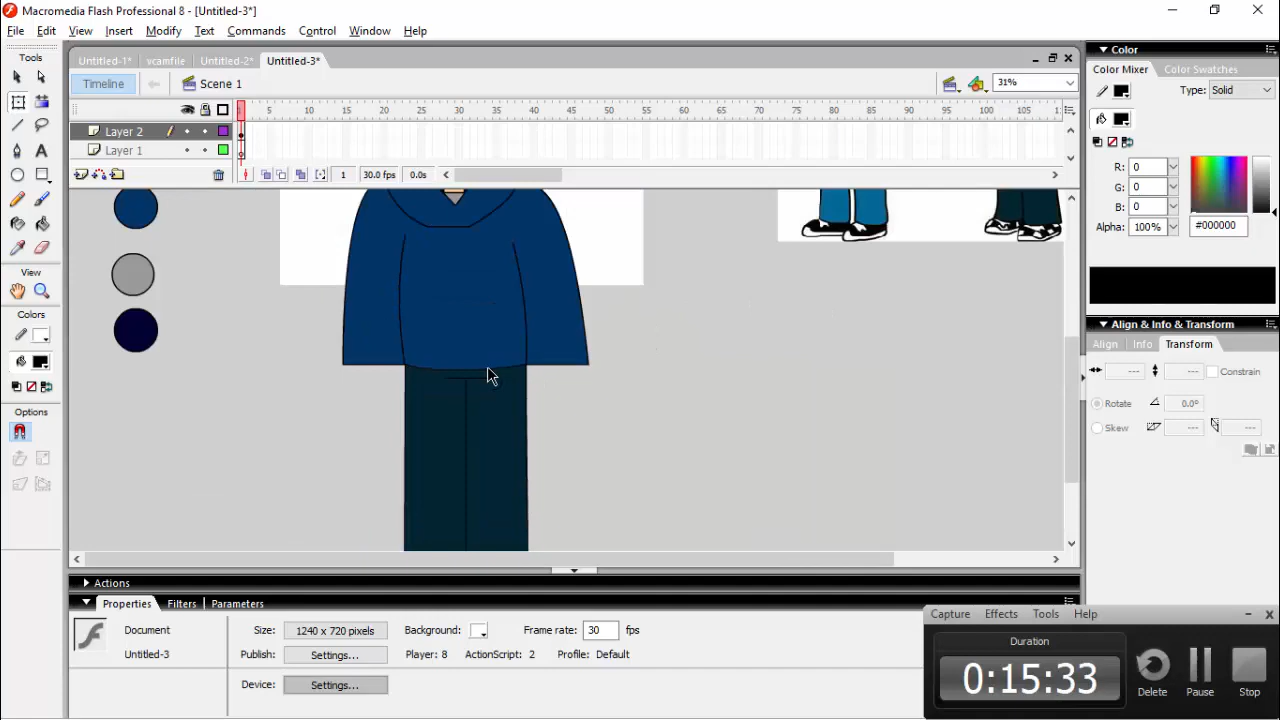 Macromedia Flash Professional 8 - [Untitled-3*]
File Edit View Insert Modify Text Commands Control Window Help
Tools
Untitled-1* vcamfile Untitled-2* Untitled-3*
Timeline Scene 1 31%
5 10 15 20 25 30 35 40 45 50 55 60 65 70 75 80 85 90 95 100 105
Layer 2
Layer 1
1 30.0 fps 0.0s
View
Colors
Options
Color
Color Mixer Color Swatches
Type: Solid
R: 0
G: 0
B: 0
Alpha: 100% #000000
Align & Info & Transform
Align Info Transform
--- --- Constrain
Rotate 0.0º
Skew --- ---
Actions
Properties Filters Parameters
Document Size: 1240 x 720 pixels Background: Frame rate: 30 fps
Untitled-3 Publish: Settings... Player: 8 ActionScript: 2 Profile: Default
Device: Settings...
Capture Effects Tools Help
Duration
0:15:33
Delete Pause Stop